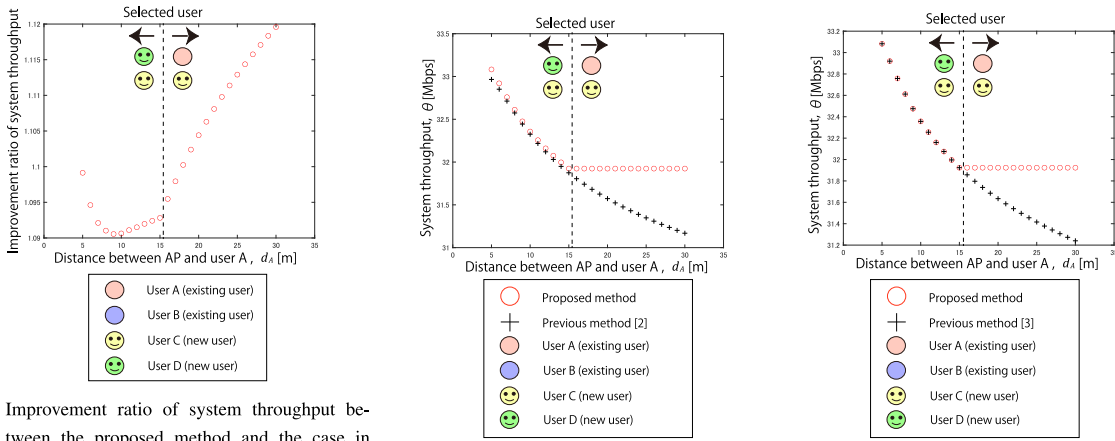 Selected user
1.12
1.115
1.11
1.105
1.1
1.095
1.09
0 5 10 15 20 25 30 35
Improvement ratio of system throughput
Distance between AP and user A , d_A [m]
User A (existing user)
User B (existing user)
User C (new user)
User D (new user)
Improvement ratio of system throughput be-
tween the proposed method and the case in
Selected user
33.5
33
32.5
32
31.5
31
0 5 10 15 20 25 30 35
System throughput, θ [Mbps]
Distance between AP and user A , d_A [m]
Proposed method
Previous method [2]
User A (existing user)
User B (existing user)
User C (new user)
User D (new user)
Selected user
33.2
33
32.8
32.6
32.4
32.2
32
31.8
31.6
31.4
31.2
0 5 10 15 20 25 30 35
System throughput, θ [Mbps]
Distance between AP and user A , d_A [m]
Proposed method
Previous method [3]
User A (existing user)
User B (existing user)
User C (new user)
User D (new user)